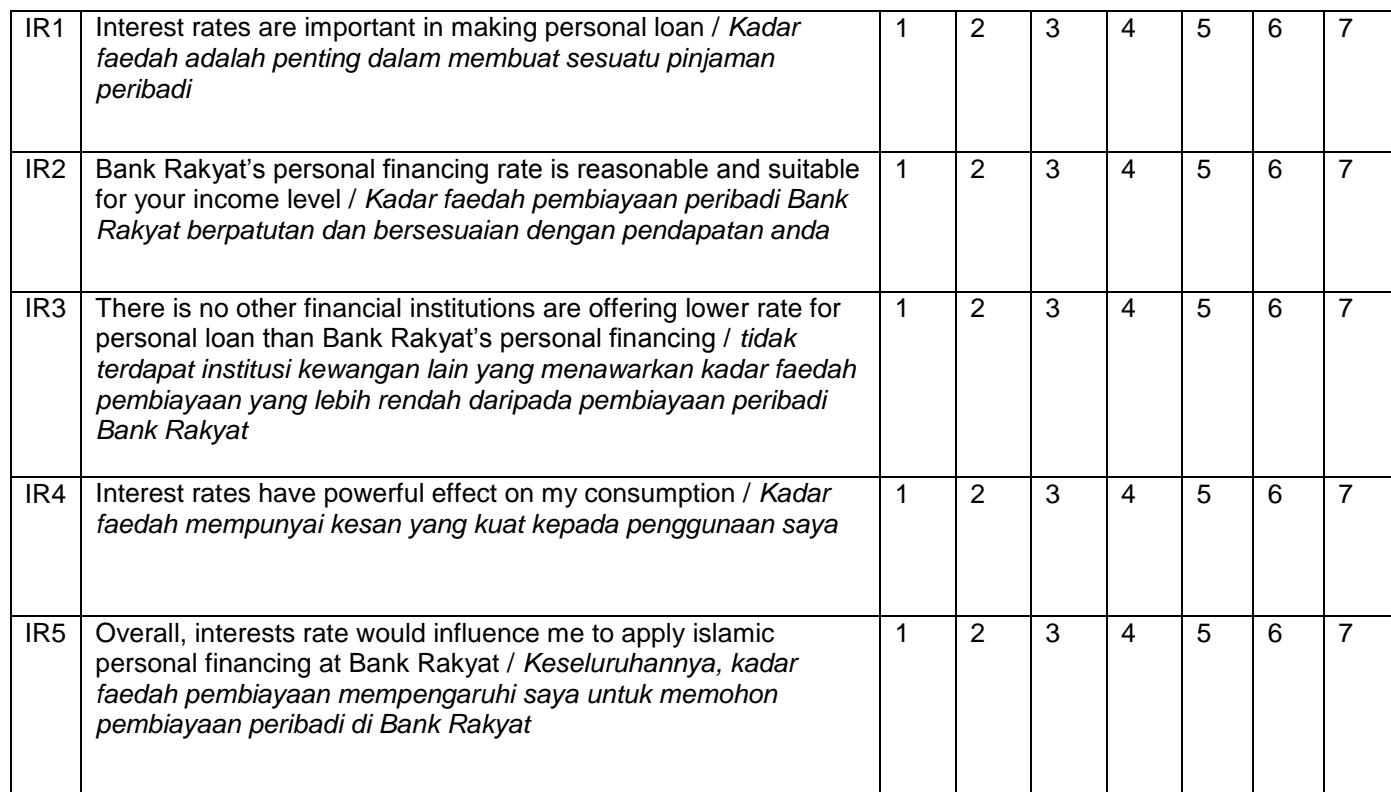 IR1 Interest rates are important in making personal loan / Kadar 1 2 3 4 5 6 7
faedah adalah penting dalam membuat sesuatu pinjaman
peribadi
IR2 Bank Rakyat’s personal financing rate is reasonable and suitable 1 2 3 4 5 6 7
for your income level / Kadar faedah pembiayaan peribadi Bank
Rakyat berpatutan dan bersesuaian dengan pendapatan anda
IR3 There is no other financial institutions are offering lower rate for 1 2 3 4 5 6 7
personal loan than Bank Rakyat’s personal financing / tidak
terdapat institusi kewangan lain yang menawarkan kadar faedah
pembiayaan yang lebih rendah daripada pembiayaan peribadi
Bank Rakyat
IR4 Interest rates have powerful effect on my consumption / Kadar 1 2 3 4 5 6 7
faedah mempunyai kesan yang kuat kepada penggunaan saya
IR5 Overall, interests rate would influence me to apply islamic 1 2 3 4 5 6 7
personal financing at Bank Rakyat / Keseluruhannya, kadar
faedah pembiayaan mempengaruhi saya untuk memohon
pembiayaan peribadi di Bank Rakyat